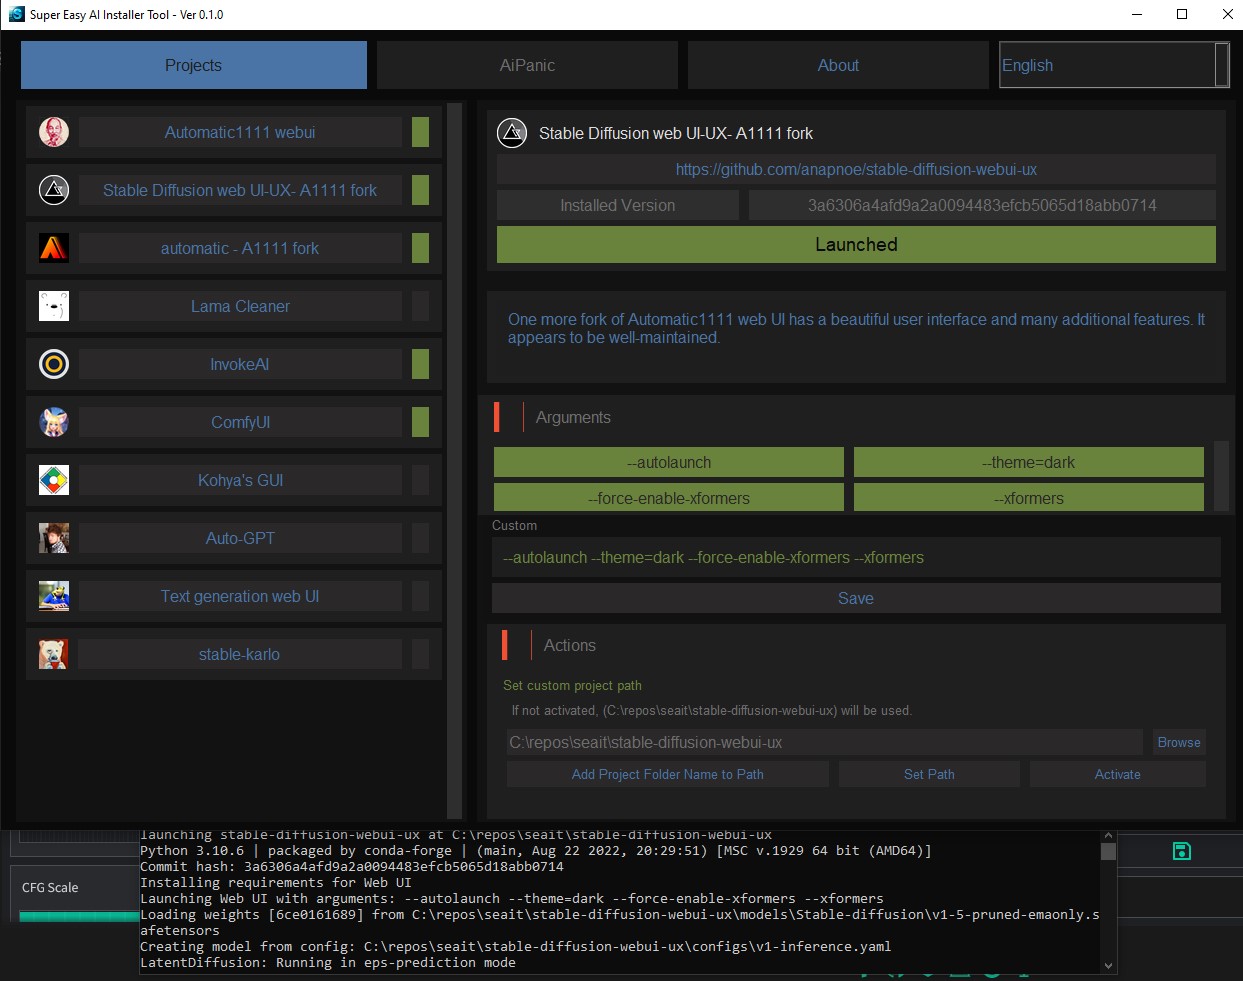 Super Easy AI Installer Tool - Ver 0.1.0
Projects
AiPanic
About
English
Automatic1111 webui
Stable Diffusion web UI-UX- A1111 fork
automatic - A1111 fork
Lama Cleaner
InvokeAI
ComfyUI
Kohya's GUI
Auto-GPT
Text generation web UI
stable-karlo
Stable Diffusion web UI-UX- A1111 fork
https://github.com/anapnoe/stable-diffusion-webui-ux
Installed Version
3a6306a4afd9a2a0094483efcb5065d18abb0714
Launched
One more fork of Automatic1111 web UI has a beautiful user interface and many additional features. It
appears to be well-maintained.
Arguments
--autolaunch
--theme=dark
--force-enable-xformers
--xformers
Custom
--autolaunch --theme=dark --force-enable-xformers --xformers
Save
Actions
Set custom project path
If not activated, (C:\repos\seait\stable-diffusion-webui-ux) will be used.
C:\repos\seait\stable-diffusion-webui-ux
Browse
Add Project Folder Name to Path
Set Path
Activate
launching stable-diffusion-webui-ux at C:\repos\seait\stable-diffusion-webui-ux
Python 3.10.6 | packaged by conda-forge | (main, Aug 22 2022, 20:29:51) [MSC v.1929 64 bit (AMD64)]
Commit hash: 3a6306a4afd9a2a0094483efcb5065d18abb0714
Installing requirements for Web UI
Launching Web UI with arguments: --autolaunch --theme=dark --force-enable-xformers --xformers
Loading weights [6ce0161689] from C:\repos\seait\stable-diffusion-webui-ux\models\Stable-diffusion\v1-5-pruned-emaonly.s
afetensors
Creating model from config: C:\repos\seait\stable-diffusion-webui-ux\configs\v1-inference.yaml
LatentDiffusion: Running in eps-prediction mode
CFG Scale